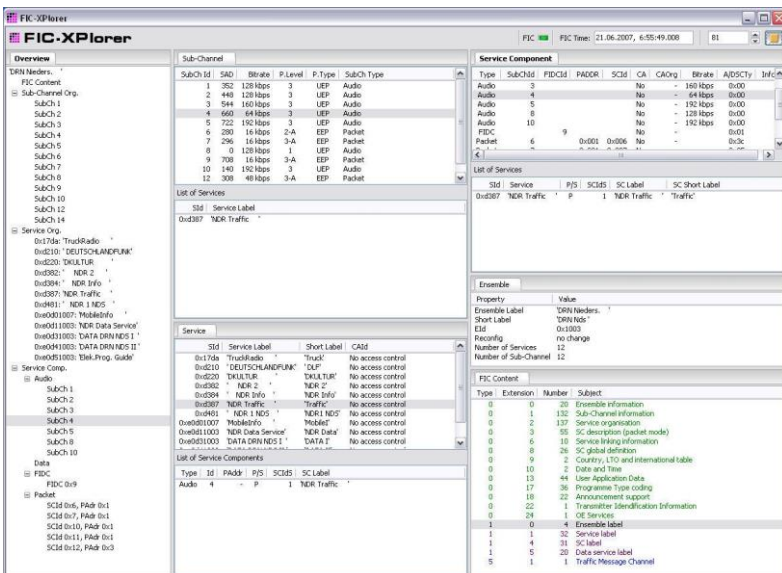 FIC-XPlorer
FIC-XPlorer
FIC
FIC Time: 21.06.2007, 6:55:49.008
81
Overview
'DRN Nieders. '
FIC Content
Sub-Channel Org.
SubCh 1
SubCh 2
SubCh 3
SubCh 4
SubCh 5
SubCh 6
SubCh 7
SubCh 8
SubCh 9
SubCh 10
SubCh 12
SubCh 14
Service Org.
0x17da: 'TruckRadio '
0xd210: ' DEUTSCHLANDFUNK'
0xd220: 'DKULTUR '
0xd382: ' NDR 2 '
0xd384: ' NDR Info '
0xd387: 'NDR Traffic '
0xd481: ' NDR 1 NDS '
0xe0d01007: 'MobileInfo '
0xe0d11003: 'NDR Data Service'
0xe0d31003: 'DATA DRN NDS I '
0xe0d41003: 'DATA DRN NDS II '
0xe0d51003: 'Elek.Prog. Guide'
Service Comp.
Audio
SubCh 1
SubCh 2
SubCh 3
SubCh 4
SubCh 5
SubCh 8
SubCh 10
Data
FIDC
FIDC 0x9
Packet
SCId 0x6, PAdr 0x1
SCId 0x7, PAdr 0x1
SCId 0x10, PAdr 0x1
SCId 0x11, PAdr 0x1
SCId 0x12, PAdr 0x3
Sub-Channel
SubCh Id SAD Bitrate P.Level P.Type SubCh Type
1 352 128 kbps 3 UEP Audio
2 448 128 kbps 3 UEP Audio
3 544 160 kbps 3 UEP Audio
4 660 64 kbps 3 UEP Audio
5 722 192 kbps 3 UEP Audio
6 280 16 kbps 2-A EEP Packet
7 296 16 kbps 3-A EEP Packet
8 0 128 kbps 1 UEP Audio
9 708 16 kbps 3-A EEP Packet
10 140 192 kbps 3 UEP Audio
12 308 48 kbps 3-A EEP Packet
List of Services
SId Service Label
0xd387 'NDR Traffic '
Service
SId Service Label Short Label CAId
0x17da 'TruckRadio ' 'Truck' No access control
0xd210 ' DEUTSCHLANDFUNK' 'DLF' No access control
0xd220 'DKULTUR ' 'DKULTUR' No access control
0xd382 ' NDR 2 ' 'NDR 2' No access control
0xd384 ' NDR Info ' 'NDR Info' No access control
0xd387 'NDR Traffic ' 'Traffic' No access control
0xd481 ' NDR 1 NDS ' 'NDR1 NDS' No access control
0xe0d01007 'MobileInfo ' 'MobileI' No access control
0xe0d11003 'NDR Data Service' 'NDR Data' No access control
0xe0d31003 'DATA DRN NDS I ' 'DATA I' No access control
List of Service Components
Type Id PAddr P/S SCIdS SC Label
Audio 4 - P 1 'NDR Traffic '
Service Component
Type SubChId FIDCId PADDR SCId CA CAOrg Bitrate A/DSCTy Info
Audio 3 No - 160 kbps 0x00
Audio 4 No - 64 kbps 0x00
Audio 5 No - 192 kbps 0x00
Audio 8 No - 128 kbps 0x00
Audio 10 No - 192 kbps 0x00
FIDC 9 No - 0x01
Packet 6 0x001 0x006 No - 0x3c
List of Services
SId Service P/S SCIdS SC Label SC Short Label
0xd387 'NDR Traffic ' P 1 'NDR Traffic ' 'Traffic'
Ensemble
Property Value
Ensemble Label 'DRN Nieders. '
Short Label 'DRN Nds '
EId 0x1003
Reconfig no change
Number of Services 12
Number of Sub-Channel 12
FIC Content
Type Extension Number Subject
0 0 20 Ensemble information
0 1 132 Sub-Channel information
0 2 137 Service organisation
0 3 55 SC description (packet mode)
0 6 10 Service linking information
0 8 26 SC global definition
0 9 2 Country, LTO and international table
0 10 2 Date and Time
0 13 44 User Application Data
0 17 36 Programme Type coding
0 18 22 Announcement support
0 22 1 Transmitter Idendification Information
0 24 1 OE Services
1 0 4 Ensemble label
1 1 32 Service label
1 4 31 SC label
1 5 20 Data service label
5 1 1 Traffic Message Channel